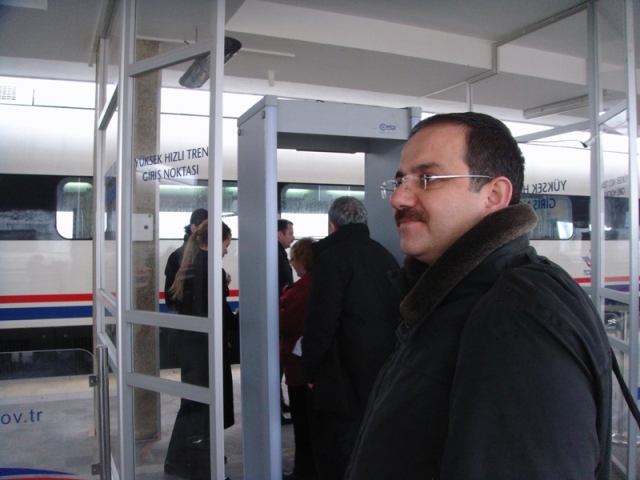 YÜKSEK HIZLI TREN
GİRİŞ NOKTASI
YÜKSEK H
GİRİŞ
ov.tr